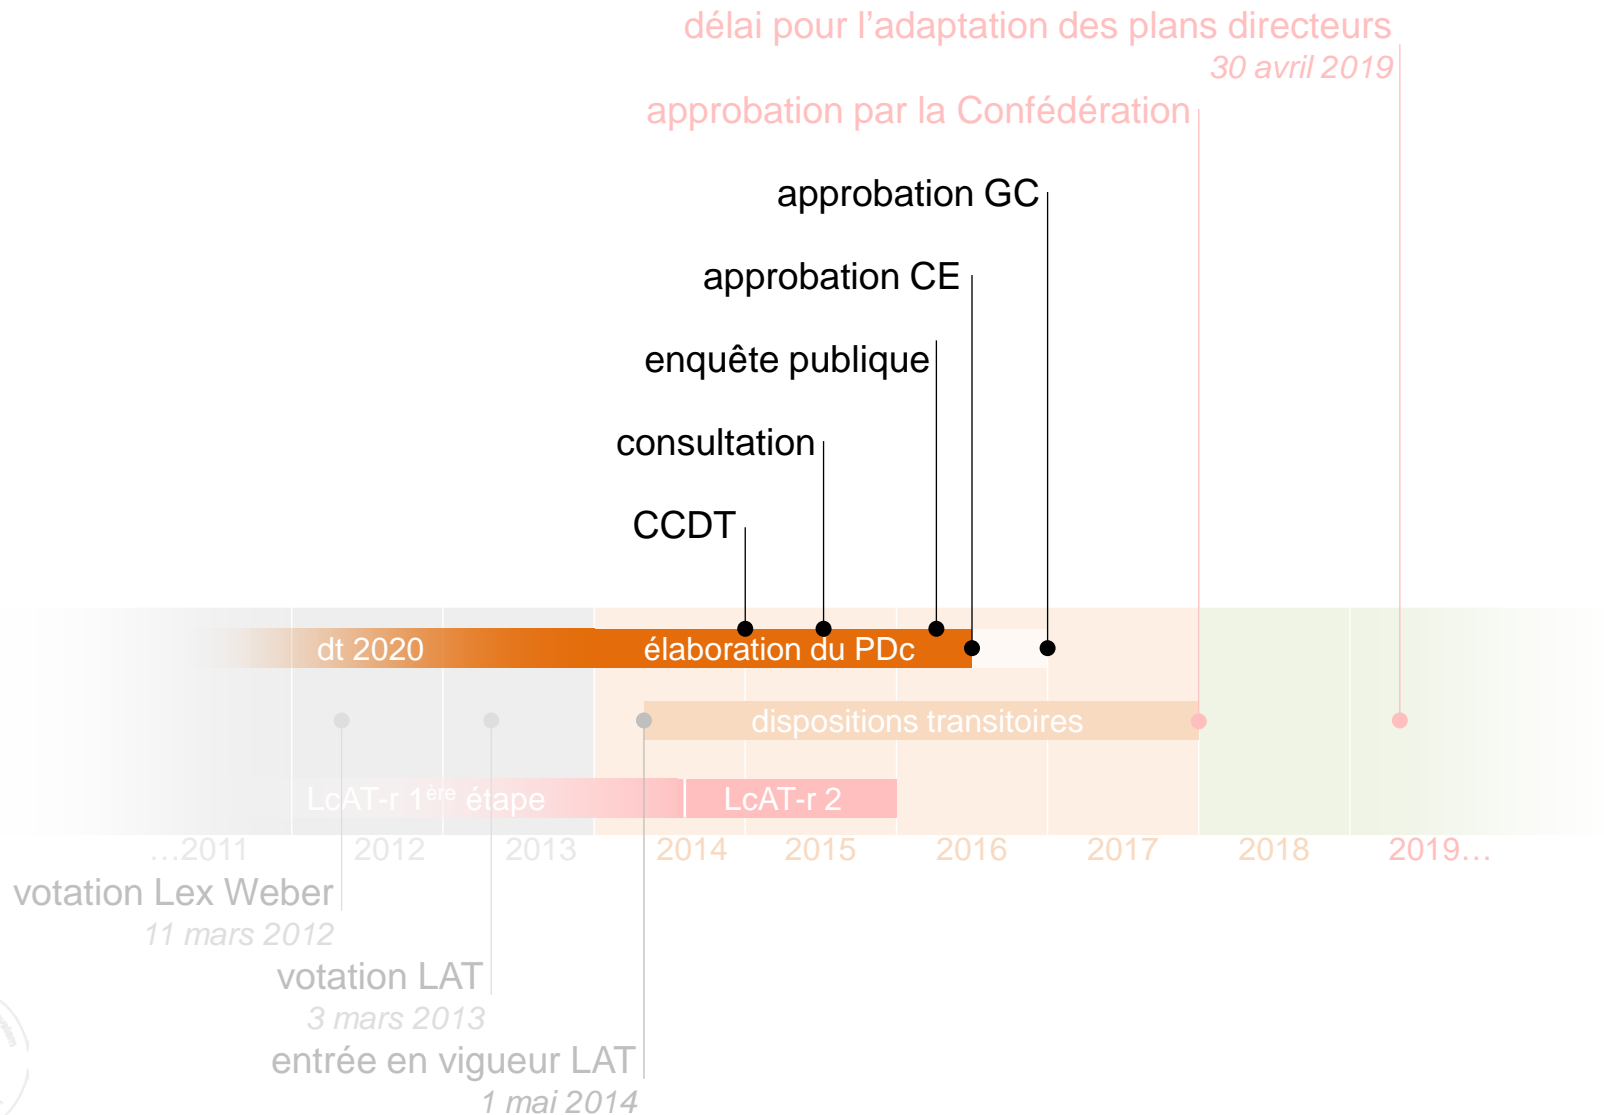 délai pour l’adaptation des plans directeurs
30 avril 2019
approbation par la Confédération
approbation GC
approbation CE
enquête publique
consultation
CCDT
dt 2020
élaboration du PDc
dispositions transitoires
LcAT-r 1ère étape
LcAT-r 2
…2011
2012
2013
2014
2015
2016
2017
2018
2019…
votation Lex Weber
11 mars 2012
votation LAT
3 mars 2013
entrée en vigueur LAT
1 mai 2014